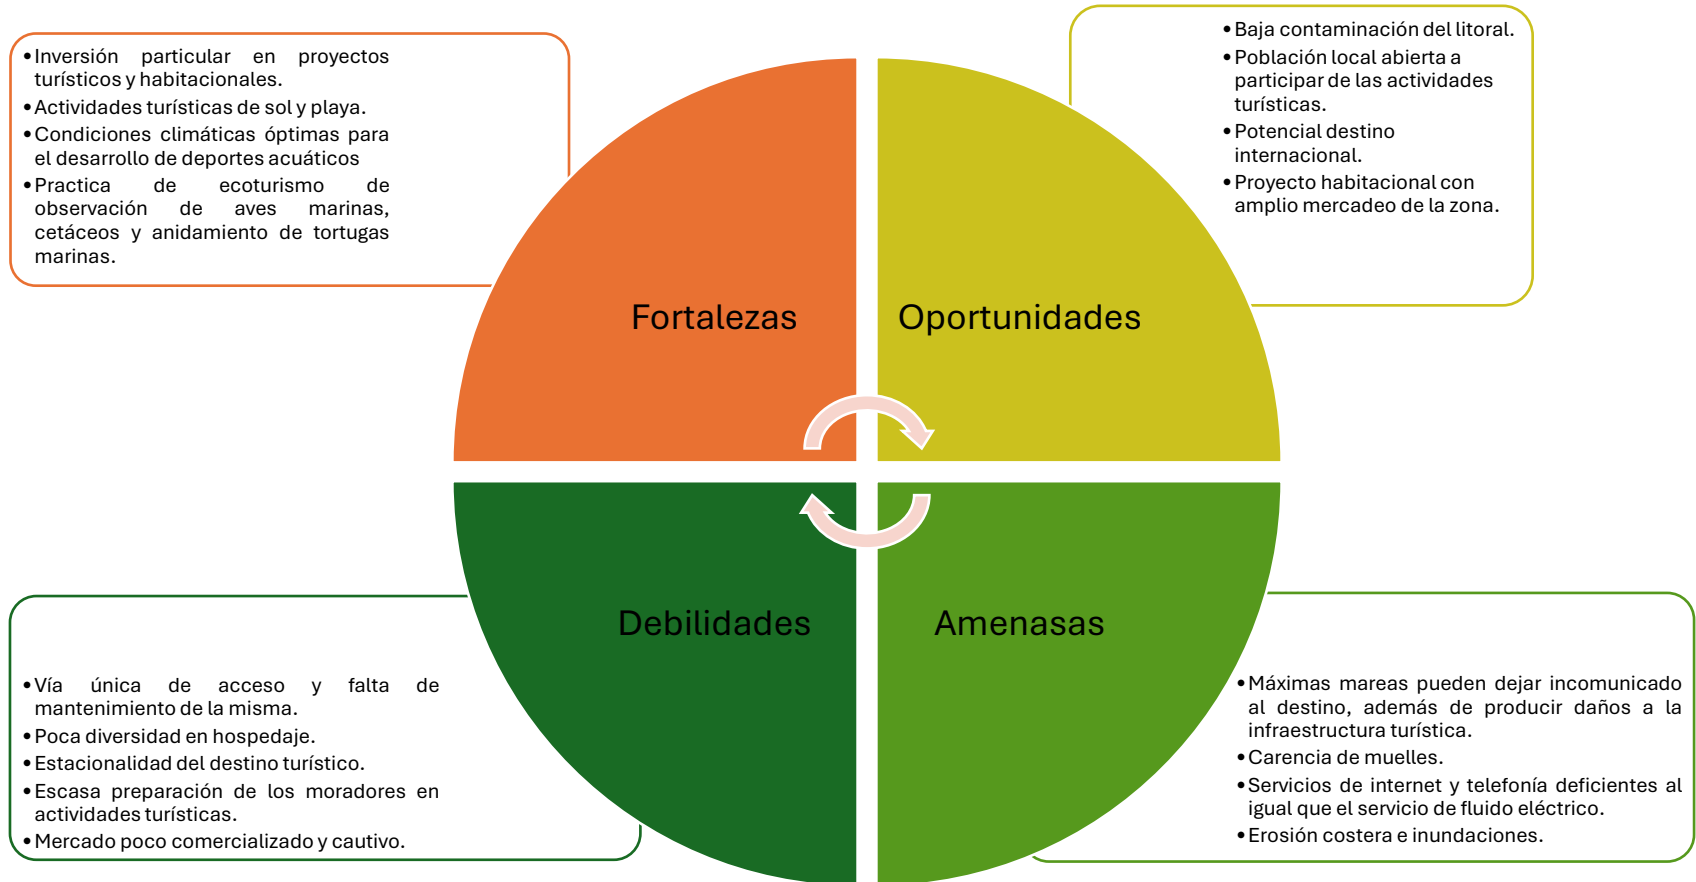 • Inversión particular en proyectos
turísticos y habitacionales.
• Actividades turísticas de sol y playa.
• Condiciones climáticas óptimas para
el desarrollo de deportes acuáticos
• Practica de ecoturismo de
observación de aves marinas,
cetáceos y anidamiento de tortugas
marinas.
• Baja contaminación del litoral.
• Población local abierta a
participar de las actividades
turísticas.
• Potencial destino
internacional.
• Proyecto habitacional con
amplio mercadeo de la zona.
Fortalezas
Oportunidades
Debilidades
Amenasas
• Vía única de acceso y falta de
mantenimiento de la misma.
• Poca diversidad en hospedaje.
• Estacionalidad del destino turístico.
• Escasa preparación de los moradores en
actividades turísticas.
• Mercado poco comercializado y cautivo.
• Máximas mareas pueden dejar incomunicado
al destino, además de producir daños a la
infraestructura turística.
• Carencia de muelles.
• Servicios de internet y telefonía deficientes al
igual que el servicio de fluido eléctrico.
• Erosión costera e inundaciones.